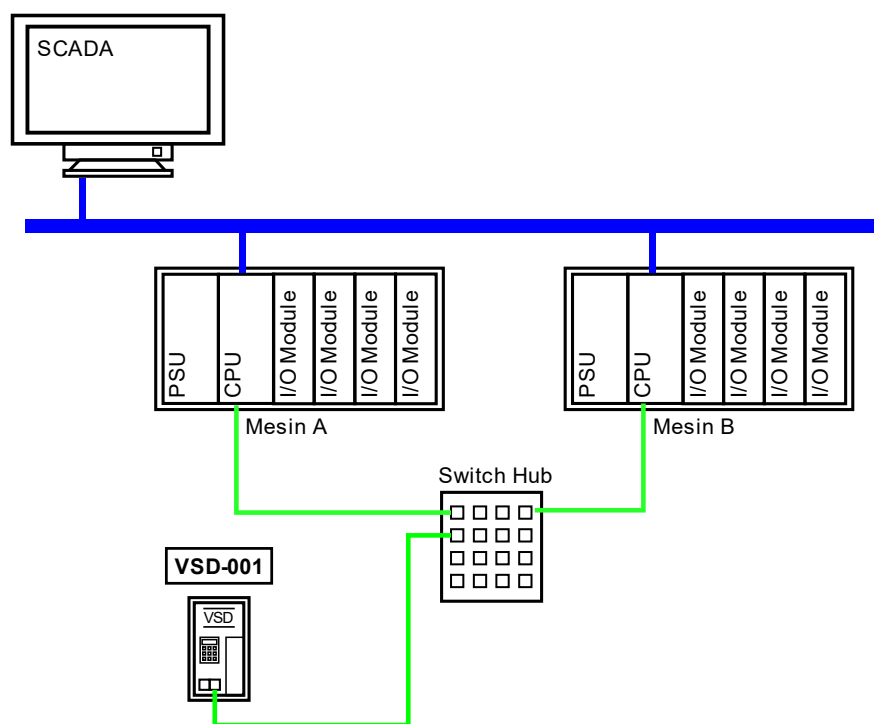 SCADA
PSU
CPU
I/O Module
I/O Module
I/O Module
I/O Module
PSU
CPU
I/O Module
I/O Module
I/O Module
I/O Module
Mesin A
Mesin B
Switch Hub
VSD-001
VSD